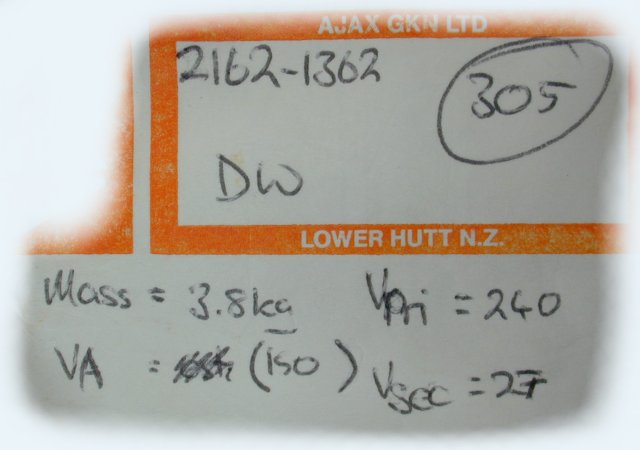 AJAX GKN LTD
2162-1362
305
DW
LOWER HUTT N.Z.
Mass = 3.8kg VPri = 240
VA = (150) VSEC = 27